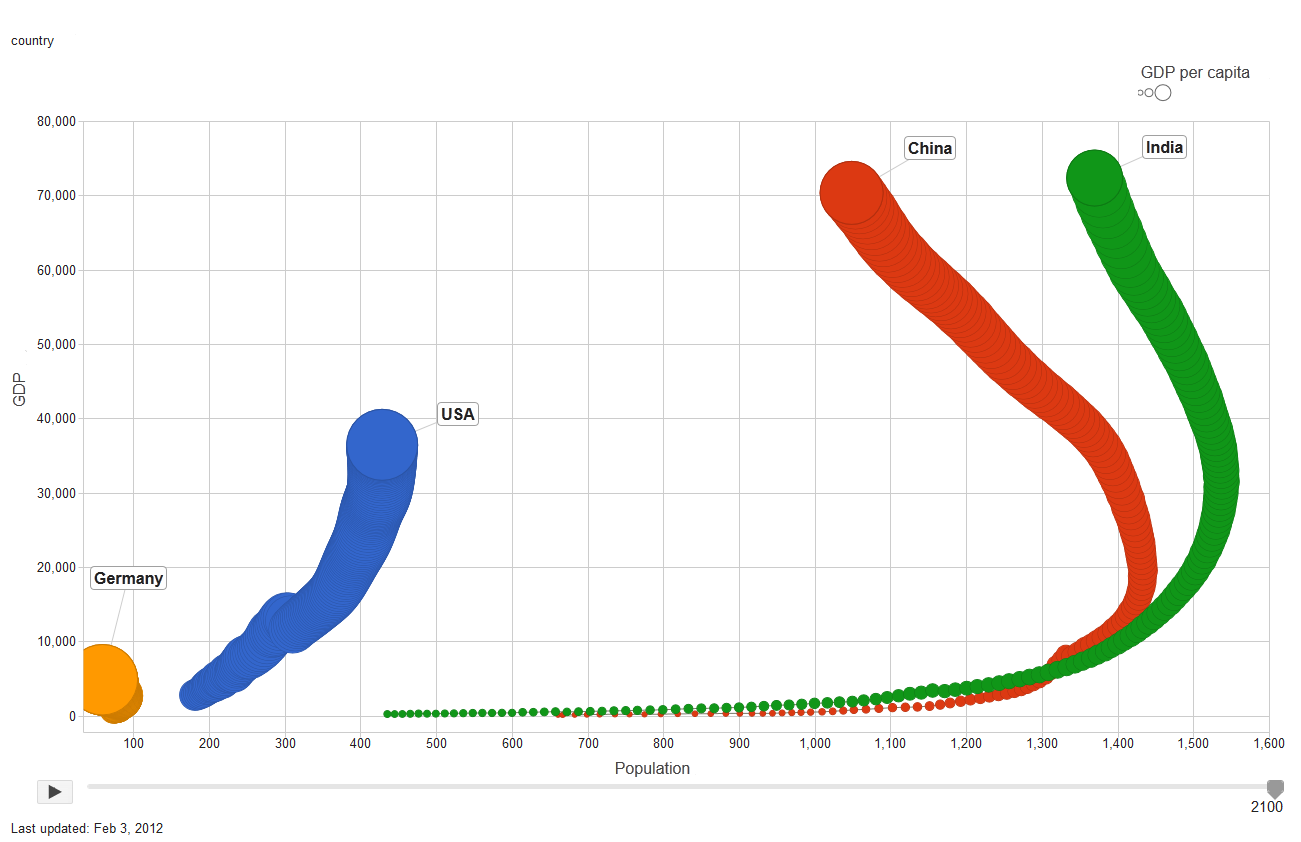 country
GDP per capita
80,000
China
India
70,000
60,000
50,000
GDP
40,000
USA
30,000
20,000
Germany
10,000
0
100 200 300 400 500 600 700 800 900 1,000 1,100 1,200 1,300 1,400 1,500 1,600
Population
2100
Last updated: Feb 3, 2012